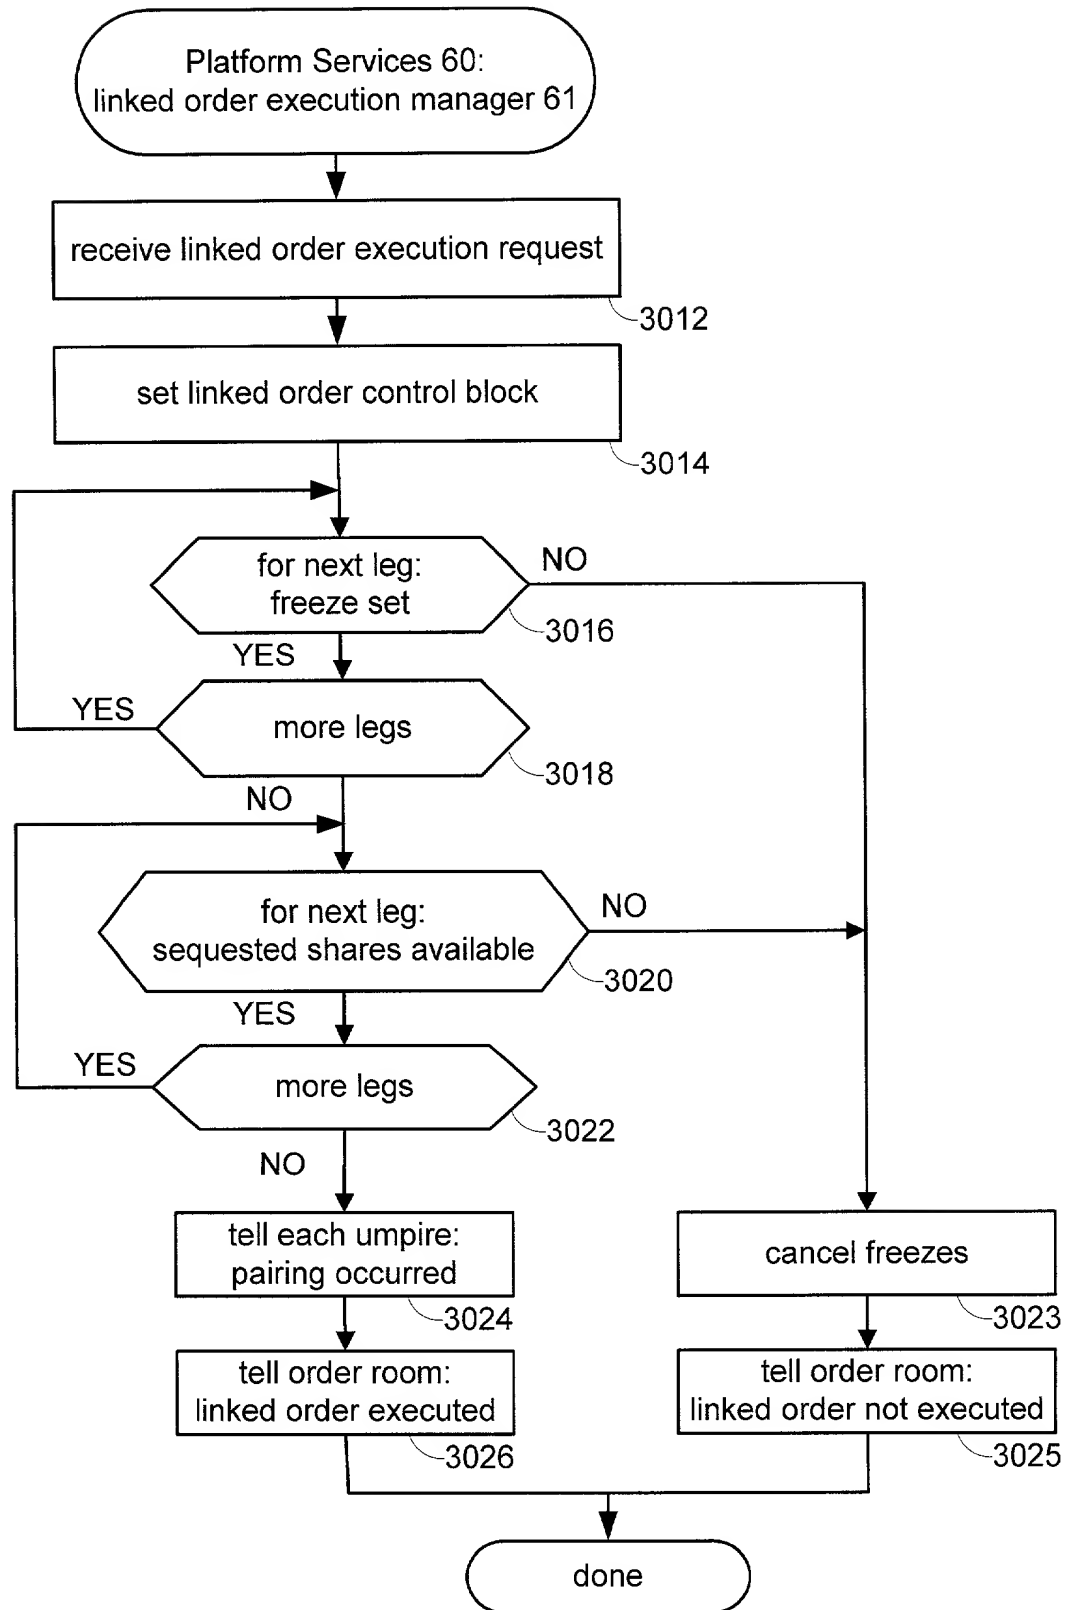 Platform Services 60:
linked order execution manager 61
receive linked order execution request
3012
set linked order control block
3014
for next leg:
freeze set
NO
3016
YES
more legs
YES
3018
NO
for next leg:
sequested shares available
NO
3020
YES
more legs
YES
3022
NO
tell each umpire:
pairing occurred
3024
cancel freezes
3023
tell order room:
linked order executed
3026
tell order room:
linked order not executed
3025
done